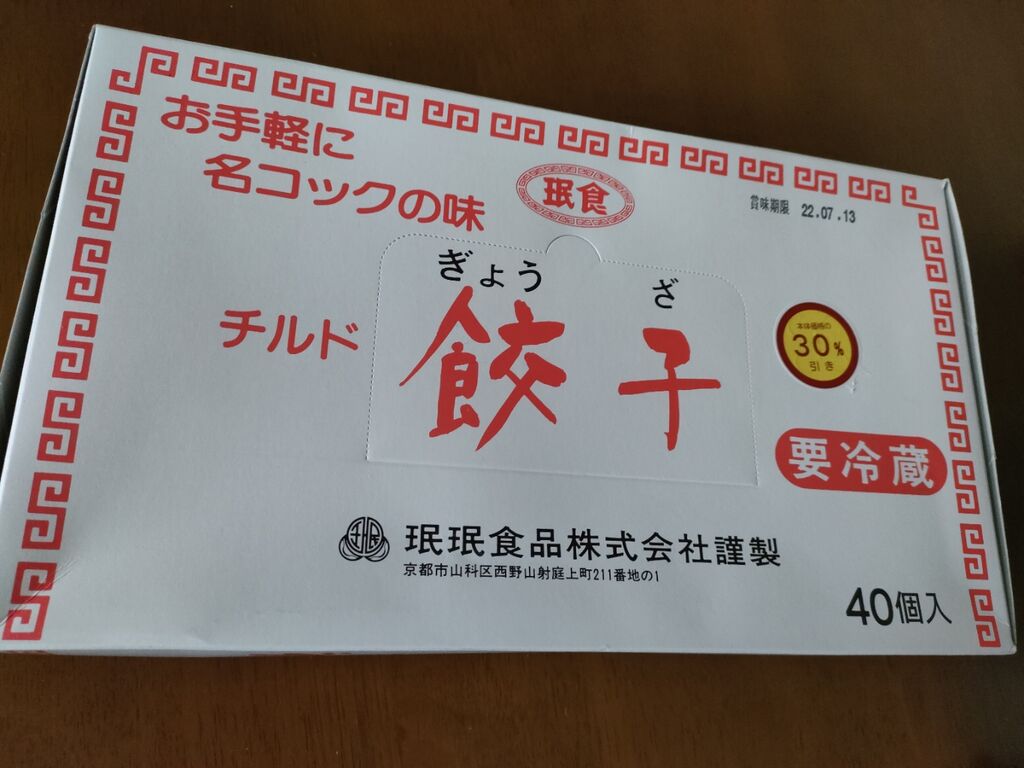 お手軽に
名コックの味
珉食
賞味期限 22.07.13
ぎょう ざ
チルド 餃子
本体価格の
30%
引き
要冷蔵
珉珉食品株式会社謹製
京都市山科区西野山射庭上町211番地の1
40個入